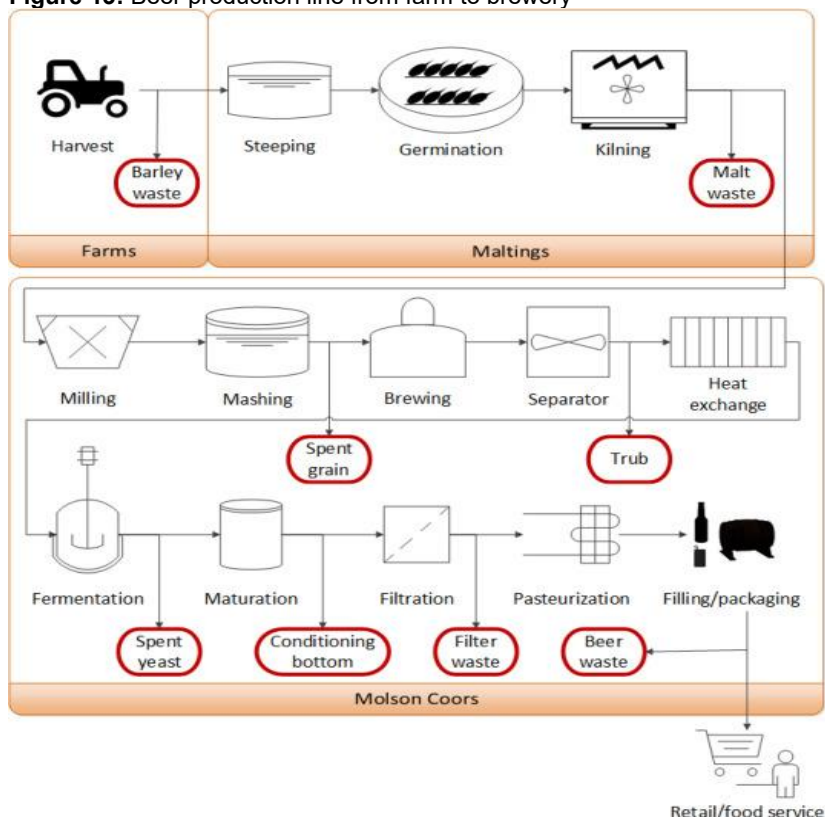 Figure Beer production line from farm to brewery
Harvest
Steeping
Germination
Kilning
Barley
waste
Malt
waste
Farms
Maltings
Milling
Mashing
Brewing
Separator
Heat
exchange
Spent
grain
Trub
Fermentation
Maturation
Filtration
Pasteurization
Filling/packaging
Spent
yeast
Conditioning
bottom
Filter
waste
Beer
waste
Molson Coors
Retail/food service